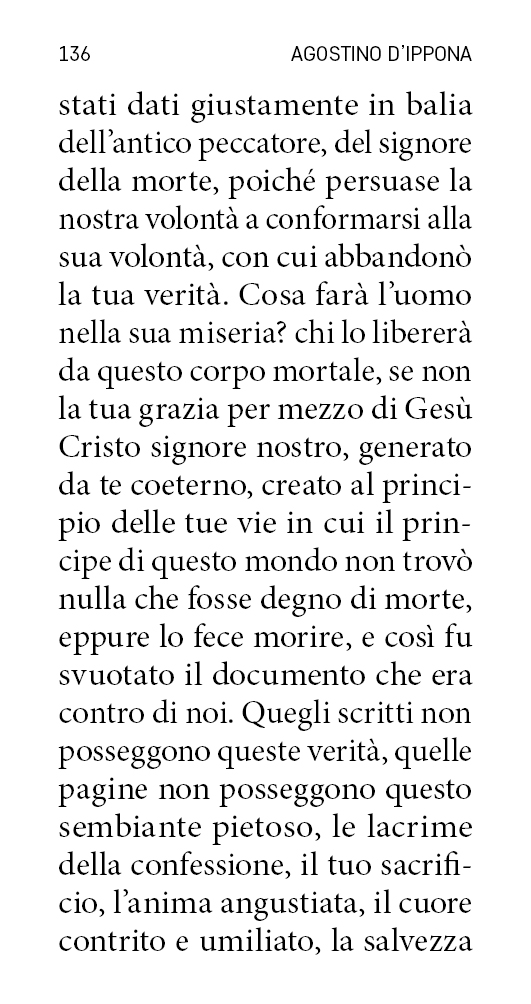 136 AGOSTINO D'IPPONA
stati dati giustamente in balia
dell’antico peccatore, del signore
della morte, poiché persuase la
nostra volontà a conformarsi alla
sua volontà, con cui abbandonò
la tua verità. Cosa farà l’uomo
nella sua miseria? chi lo libererà
da questo corpo mortale, se non
la tua grazia per mezzo di Gesù
Cristo signore nostro, generato
da te coeterno, creato al princi-
pio delle tue vie in cui il prin-
cipe di questo mondo non trovò
nulla che fosse degno di morte,
eppure lo fece morire, e così fu
svuotato il documento che era
contro di noi. Quegli scritti non
posseggono queste verità, quelle
pagine non posseggono questo
sembiante pietoso, le lacrime
della confessione, il tuo sacrifi-
cio, l’anima angustiata, il cuore
contrito e umiliato, la salvezza